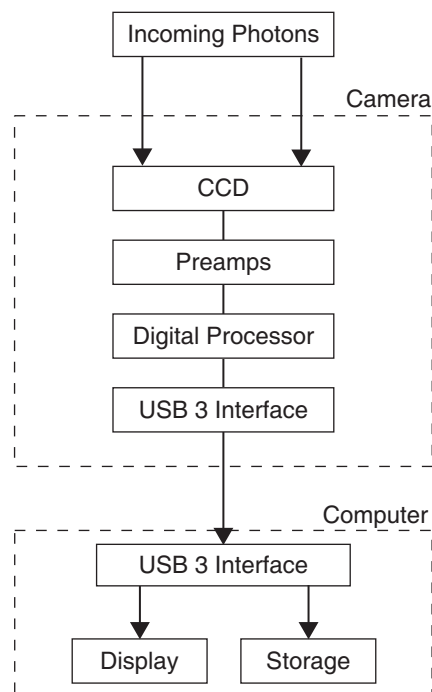 Incoming Photons
Camera
CCD
Preamps
Digital Processor
USB 3 Interface
Computer
USB 3 Interface
Display
Storage